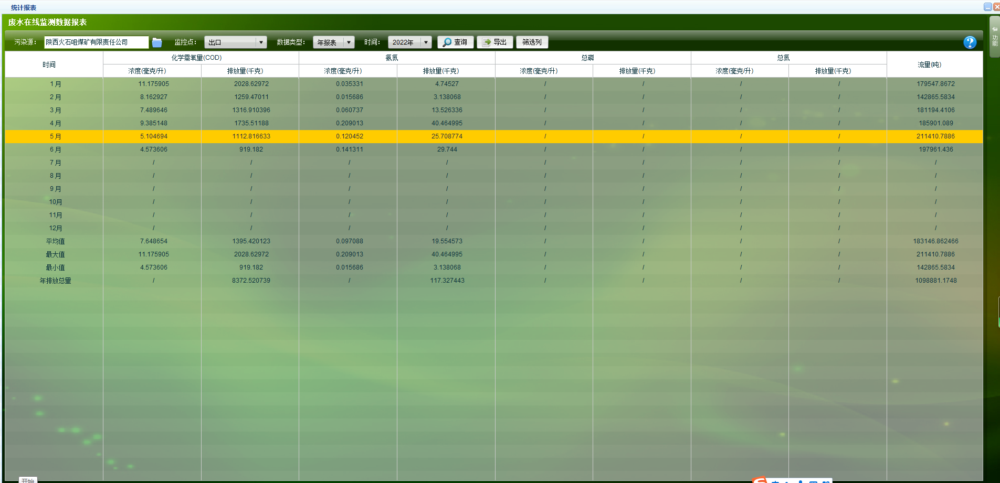 统计报表
废水在线监测数据报表
污染源： 陕西火石咀煤矿有限责任公司 监控点： 出口 数据类型： 年报表 时间： 2022年 查询 导出 筛选列
功能
时间 化学需氧量(COD) 氨氮 总磷 总氮 流量(吨)
浓度(毫克/升) 排放量(千克) 浓度(毫克/升) 排放量(千克) 浓度(毫克/升) 排放量(千克) 浓度(毫克/升) 排放量(千克)
1 月 11.175905 2028.62972 0.035331 4.74527 / / / / 179547.8672
2 月 8.162927 1259.47011 0.015686 3.138068 / / / / 142865.5834
3 月 7.489646 1316.910396 0.060737 13.526336 / / / / 181194.4106
4 月 9.385148 1735.51188 0.209013 40.464995 / / / / 185901.089
5 月 5.104694 1112.816633 0.120452 25.708774 / / / / 211410.7886
6 月 4.573606 919.182 0.141311 29.744 / / / / 197961.436
7 月 / / / / / / / / /
8 月 / / / / / / / / /
9 月 / / / / / / / / /
10月 / / / / / / / / /
11月 / / / / / / / / /
12月 / / / / / / / / /
平均值 7.648654 1395.420123 0.097088 19.554573 / / / / 183146.862466
最大值 11.175905 2028.62972 0.209013 40.464995 / / / / 211410.7886
最小值 4.573606 919.182 0.015686 3.138068 / / / / 142865.5834
年排放总量 / 8372.520739 / 117.327443 / / / / 1098881.1748
开始